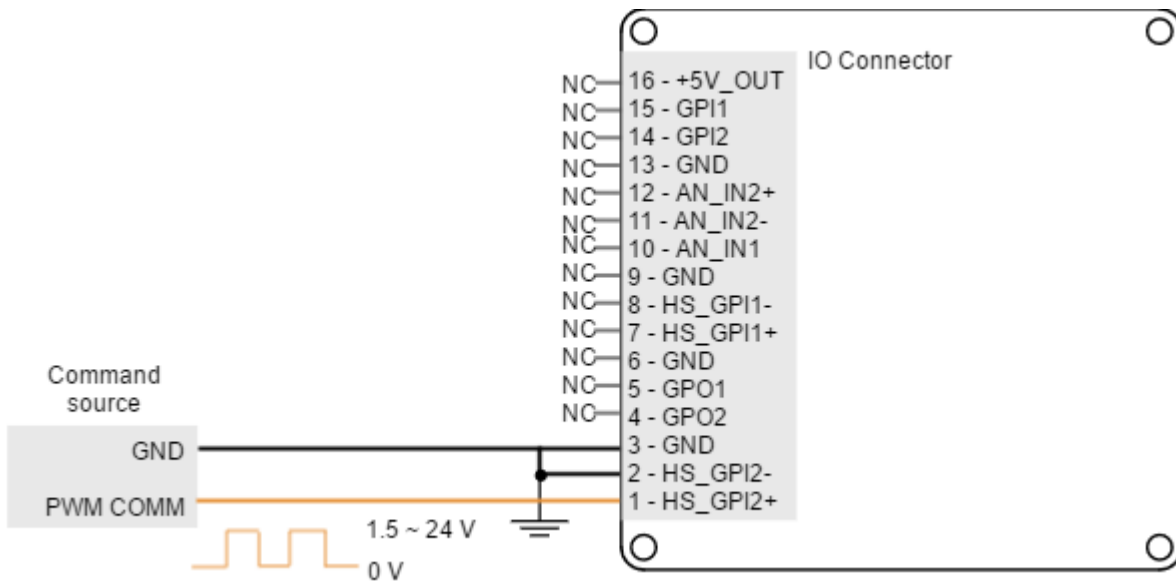 IO Connector
NC 16 - +5V_OUT
NC 15 - GPI1
NC 14 - GPI2
NC 13 - GND
NC 12 - AN_IN2+
NC 11 - AN_IN2-
NC 10 - AN_IN1
NC 9 - GND
NC 8 - HS_GPI1-
NC 7 - HS_GPI1+
NC 6 - GND
NC 5 - GPO1
NC 4 - GPO2
3 - GND
2 - HS_GPI2-
1 - HS_GPI2+
Command
source
GND
PWM COMM
1.5 ~ 24 V
0 V